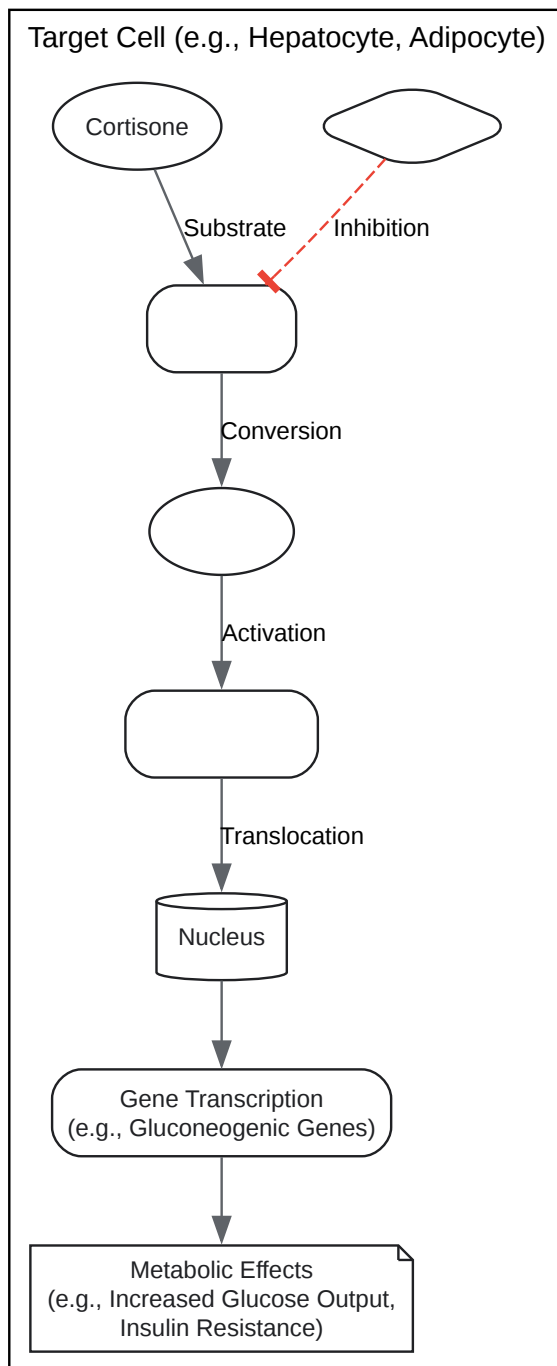 Target Cell (e.g., Hepatocyte, Adipocyte)
Cortisone
Substrate
Inhibition
Conversion
Activation
Translocation
Nucleus
Gene Transcription
(e.g., Gluconeogenic Genes)
Metabolic Effects
(e.g., Increased Glucose Output,
Insulin Resistance)